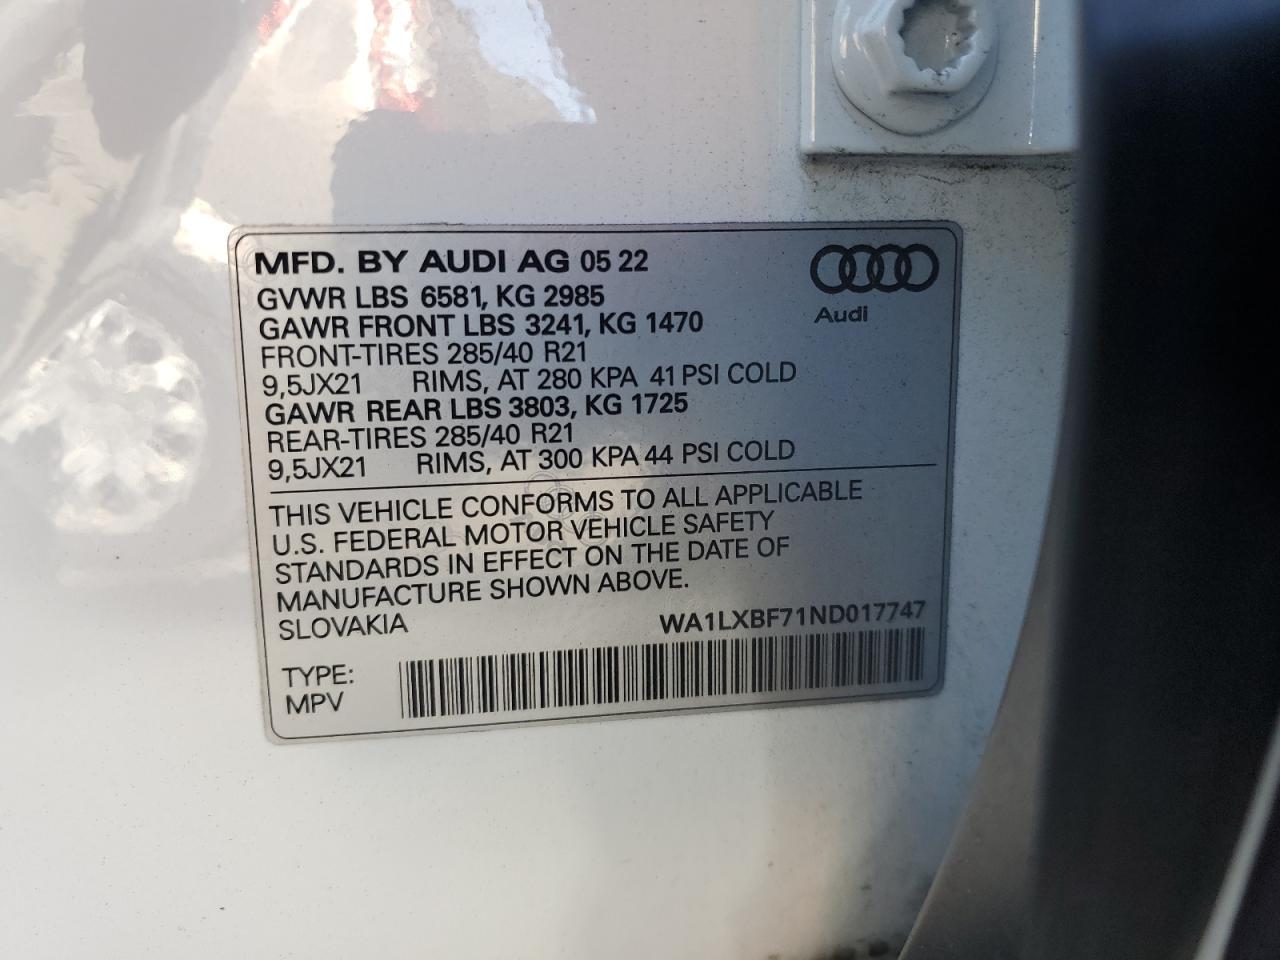 MFD. BY AUDI AG 05 22
GVWR LBS 6581, KG 2985
GAWR FRONT LBS 3241, KG 1470
FRONT-TIRES 285/40 R21
9,5JX21 RIMS, AT 280 KPA 41 PSI COLD
GAWR REAR LBS 3803, KG 1725
REAR-TIRES 285/40 R21
9,5JX21 RIMS, AT 300 KPA 44 PSI COLD
Audi
THIS VEHICLE CONFORMS TO ALL APPLICABLE
U.S. FEDERAL MOTOR VEHICLE SAFETY
STANDARDS IN EFFECT ON THE DATE OF
MANUFACTURE SHOWN ABOVE.
SLOVAKIA WA1LXBF71ND017747
TYPE:
MPV